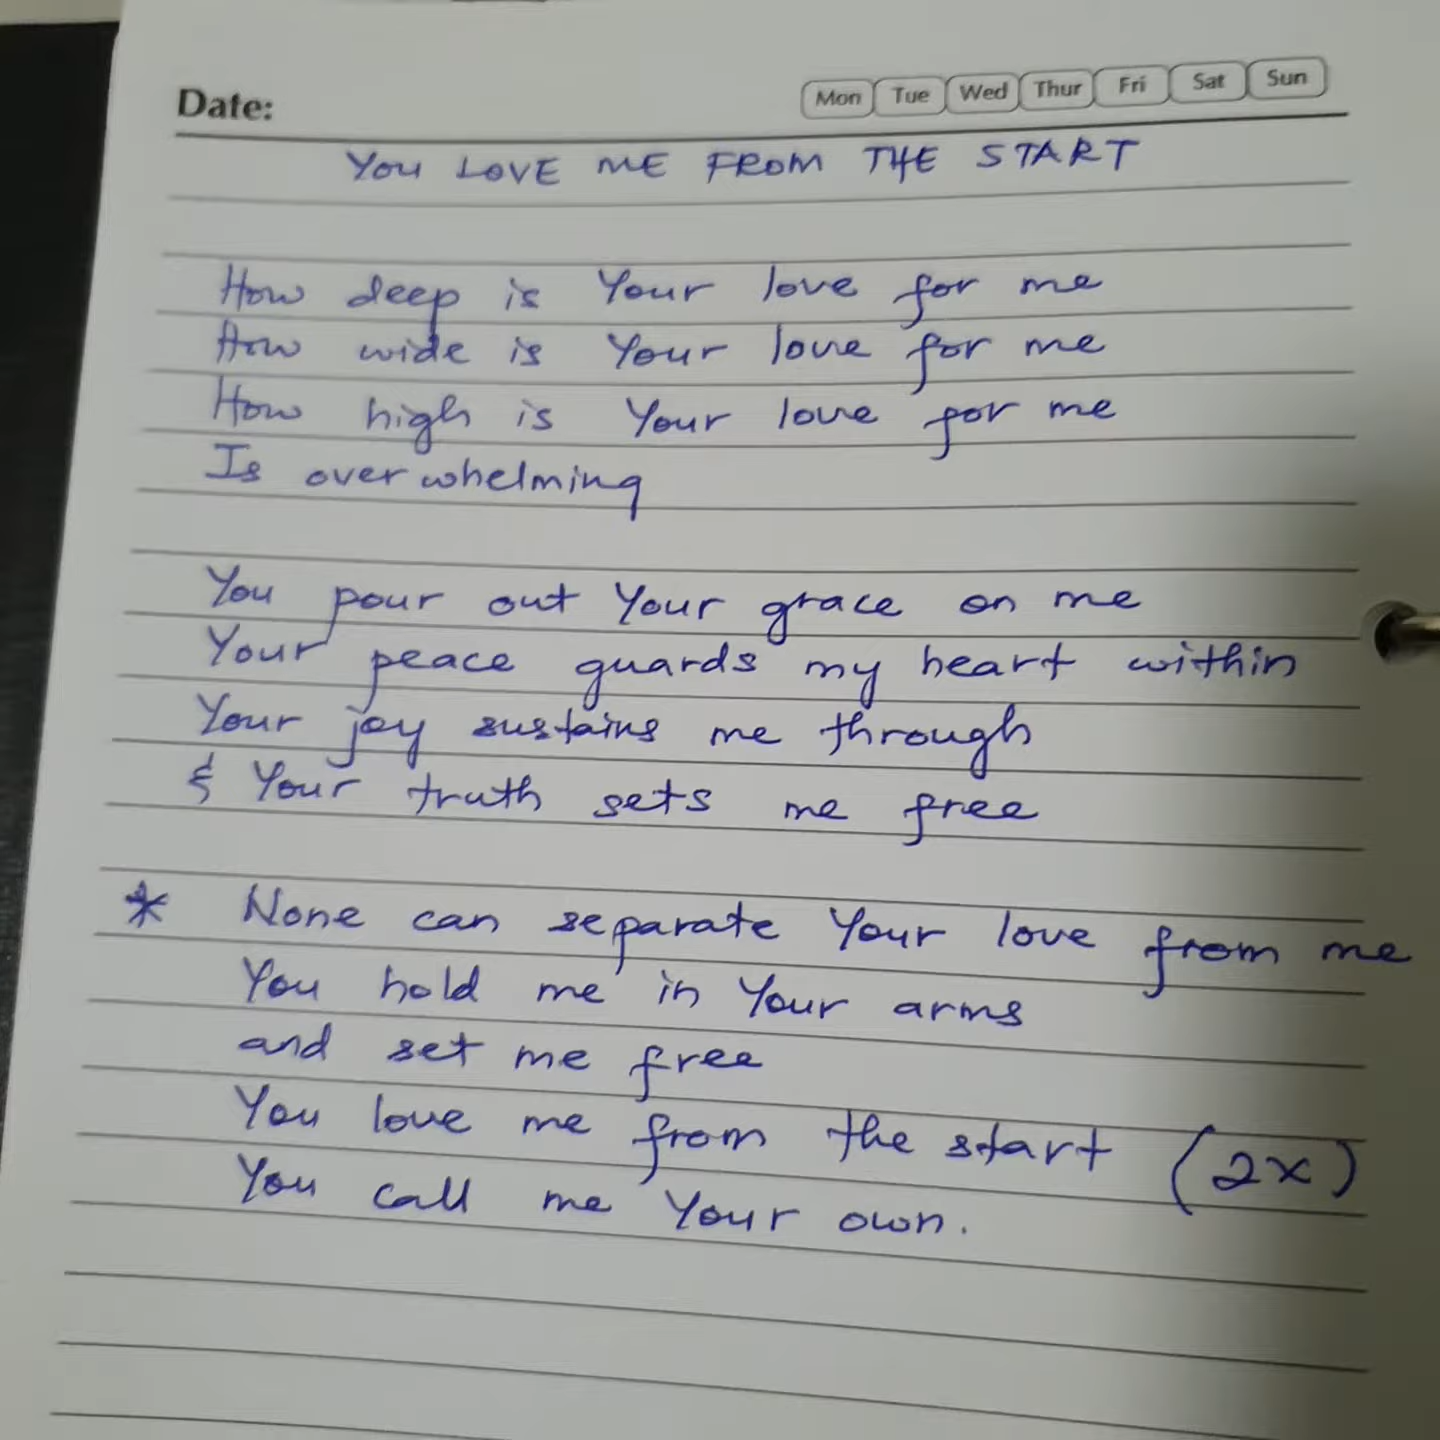 Date:
Mon Tue Wed Thur Fri Sat Sun
YOU LOVE ME FROM THE START
How deep is Your love for me
How wide is Your love for me
How high is Your love for me
Is overwhelming
You pour out Your grace on me
Your peace guards my heart within
Your joy sustains me through
& Your truth sets me free
* None can separate Your love from me
You hold me in Your arms
and set me free
You love me from the start (2x)
You call me Your own.